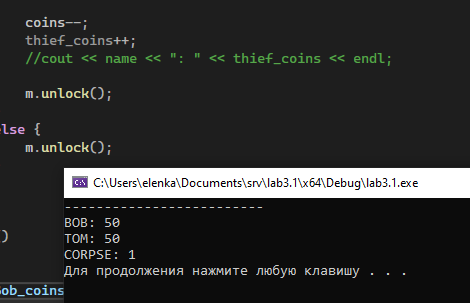 coins--;
thief_coins++;
//cout << name << ": " << thief_coins << endl;
m.unlock();
else {
m.unlock();
C:\Users\elenka\Documents\srv\lab3.1\x64\Debug\lab3.1.exe
-------------------------
BOB: 50
TOM: 50
CORPSE: 1
)
Для продолжения нажмите любую клавишу . . .
bob_coins